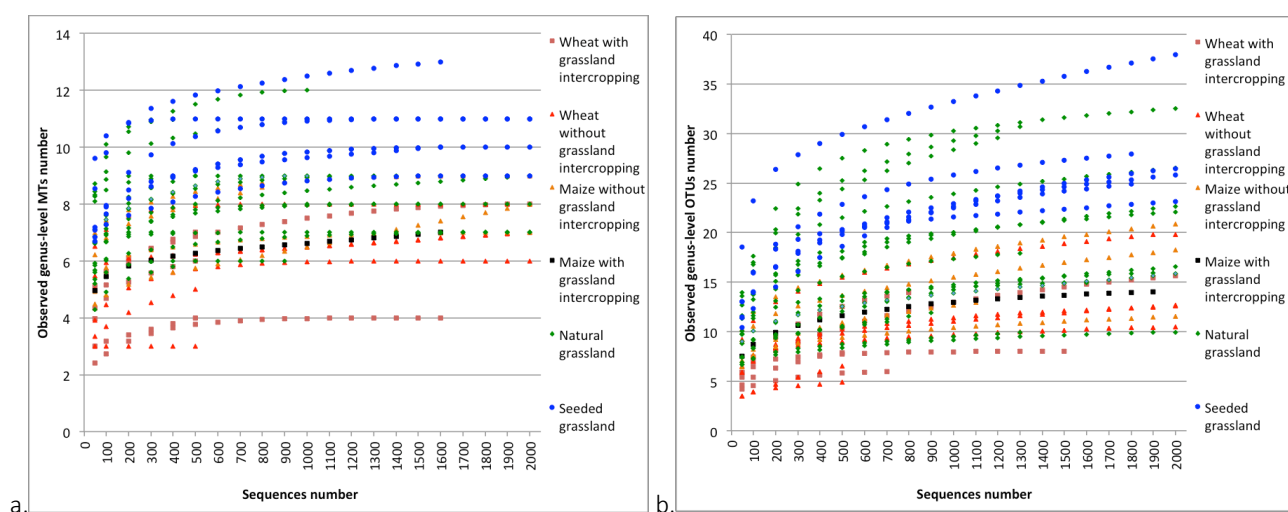 14
12
10
8
6
4
2
0
Observed genus-level MTs number
0
100
200
300
400
500
600
700
800
900
1000
1100
1200
1300
1400
1500
1600
1700
1800
1900
2000
Sequences number
Wheat with
grassland
intercropping
Wheat
without
grassland
intercropping
Maize without
grassland
intercropping
Maize with
grassland
intercropping
Natural
grassland
Seeded
grassland
a.
40
35
30
25
20
15
10
5
0
Observed genus-level OTUs number
0
100
200
300
400
500
600
700
800
900
1000
1100
1200
1300
1400
1500
1600
1700
1800
1900
2000
Sequences number
Wheat with
grassland
intercropping
Wheat
without
grassland
intercropping
Maize without
grassland
intercropping
Maize with
grassland
intercropping
Natural
grassland
Seeded
grassland
b.